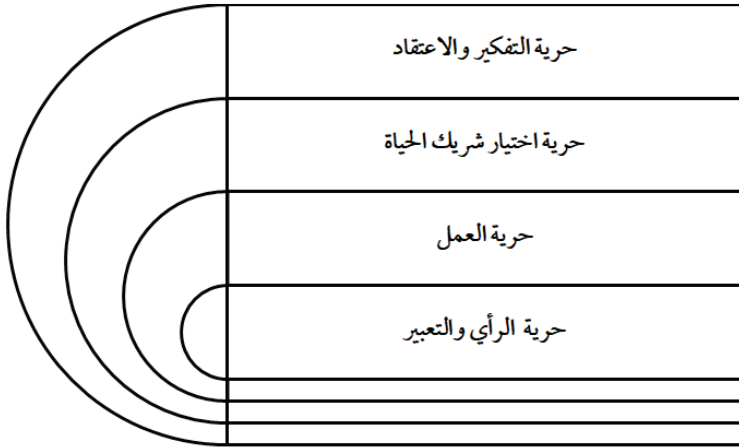 حرية التفكير والاعتقاد
حرية اختيار شريك الحياة
حرية العمل
حرية الرأي والتعبير